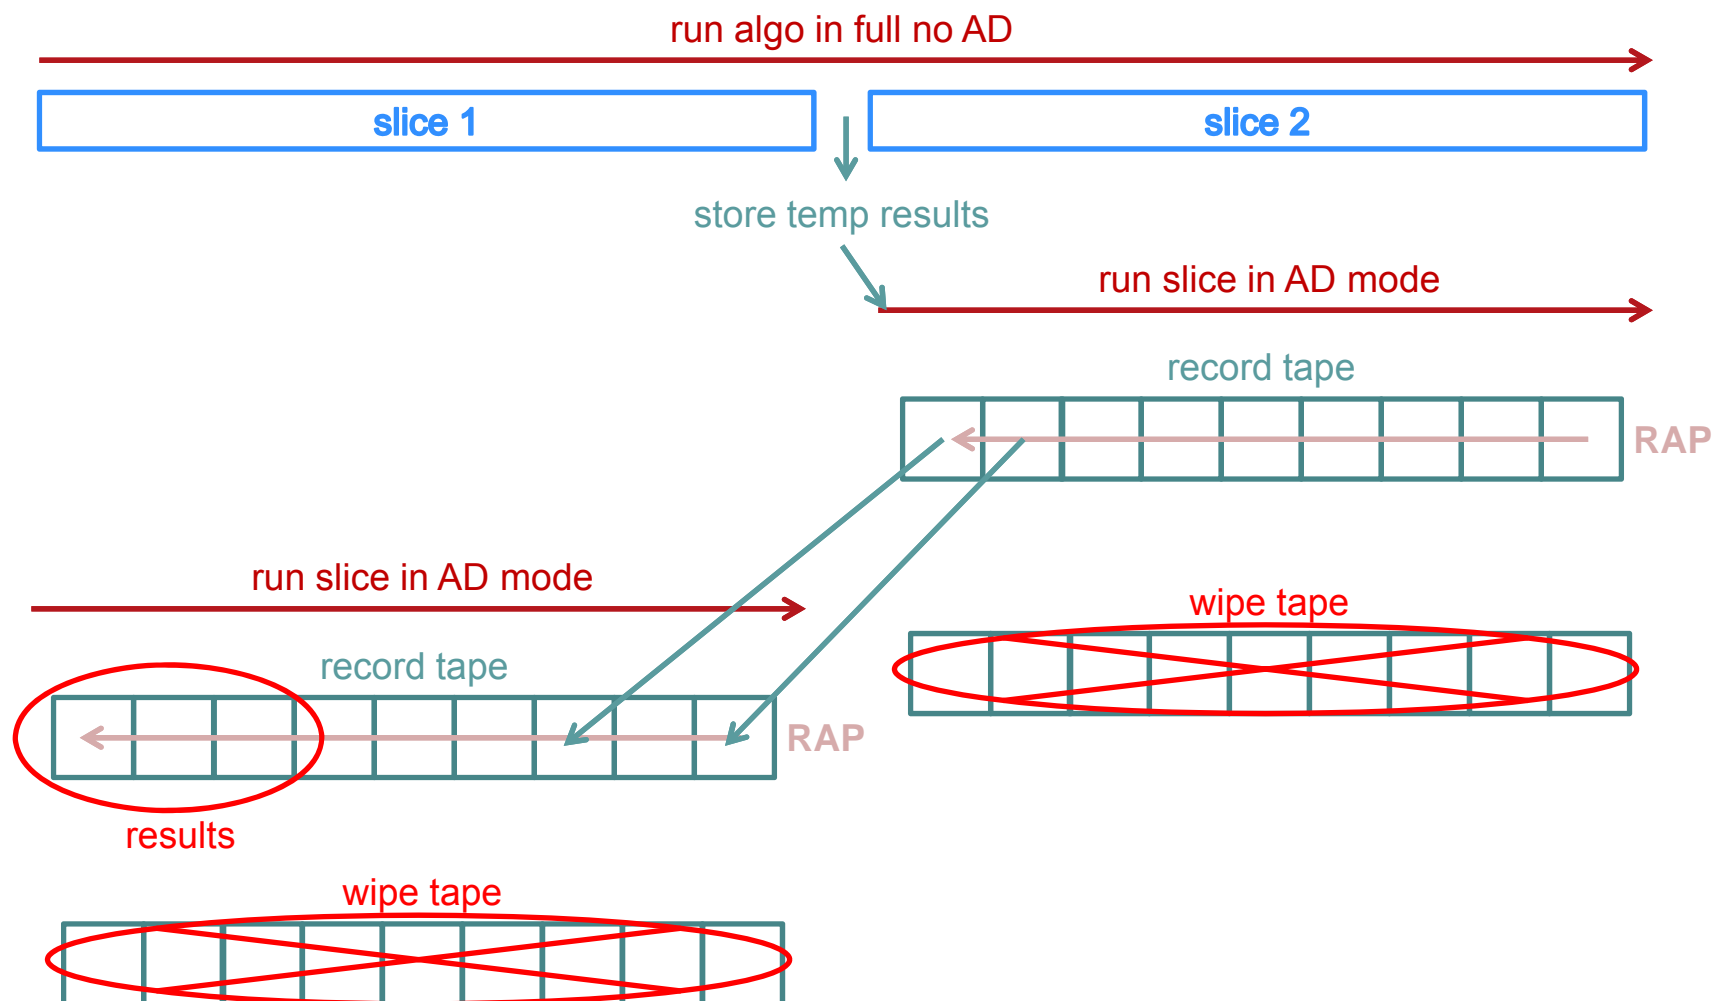 run algo in full no AD
slice 1
slice 2
store temp results
run slice in AD mode
record tape
RAP
run slice in AD mode
wipe tape
record tape
RAP
results
wipe tape